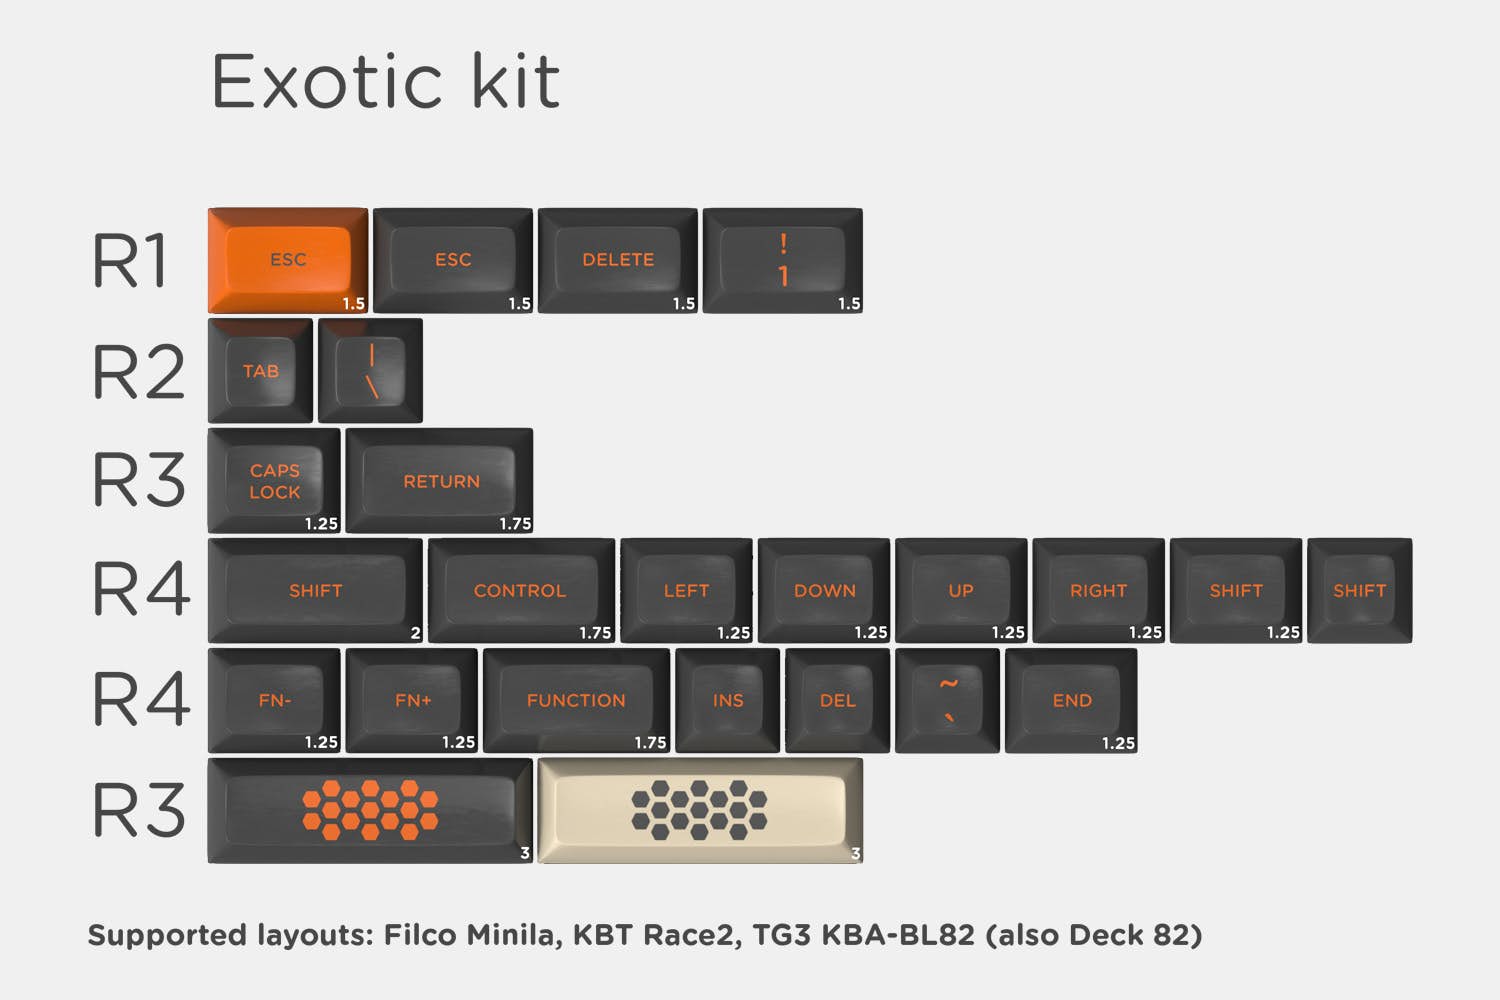 Exotic kit
R1
ESC
1.5
ESC
1.5
DELETE
1.5
!
1
1.5
R2
TAB
|
\
R3
CAPS
LOCK
1.25
RETURN
1.75
R4
SHIFT
2
CONTROL
1.75
LEFT
1.25
DOWN
1.25
UP
1.25
RIGHT
1.25
SHIFT
1.25
SHIFT
R4
FN-
1.25
FN+
1.25
FUNCTION
1.75
INS
DEL
~
`
END
1.25
R3
3
3
Supported layouts: Filco Minila, KBT Race2, TG3 KBA-BL82 (also Deck 82)